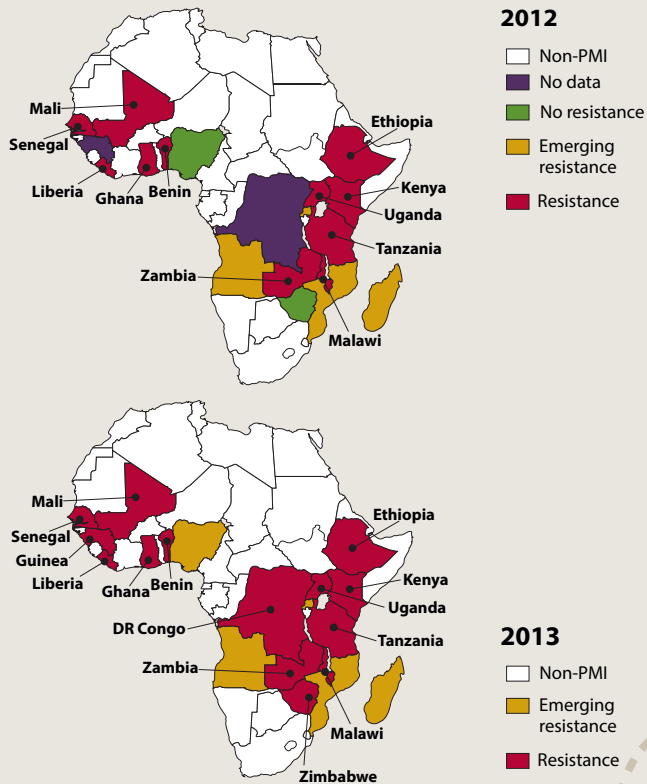 2012
Non-PMI
No data
No resistance
Emerging
resistance
Resistance
Mali
Senegal
Liberia
Ghana
Benin
Ethiopia
Kenya
Uganda
Tanzania
Zambia
Malawi
Mali
Senegal
Guinea
Liberia
Ghana
Benin
Ethiopia
Kenya
Uganda
DR Congo
Tanzania
Zambia
Malawi
Zimbabwe
2013
Non-PMI
Emerging
resistance
Resistance